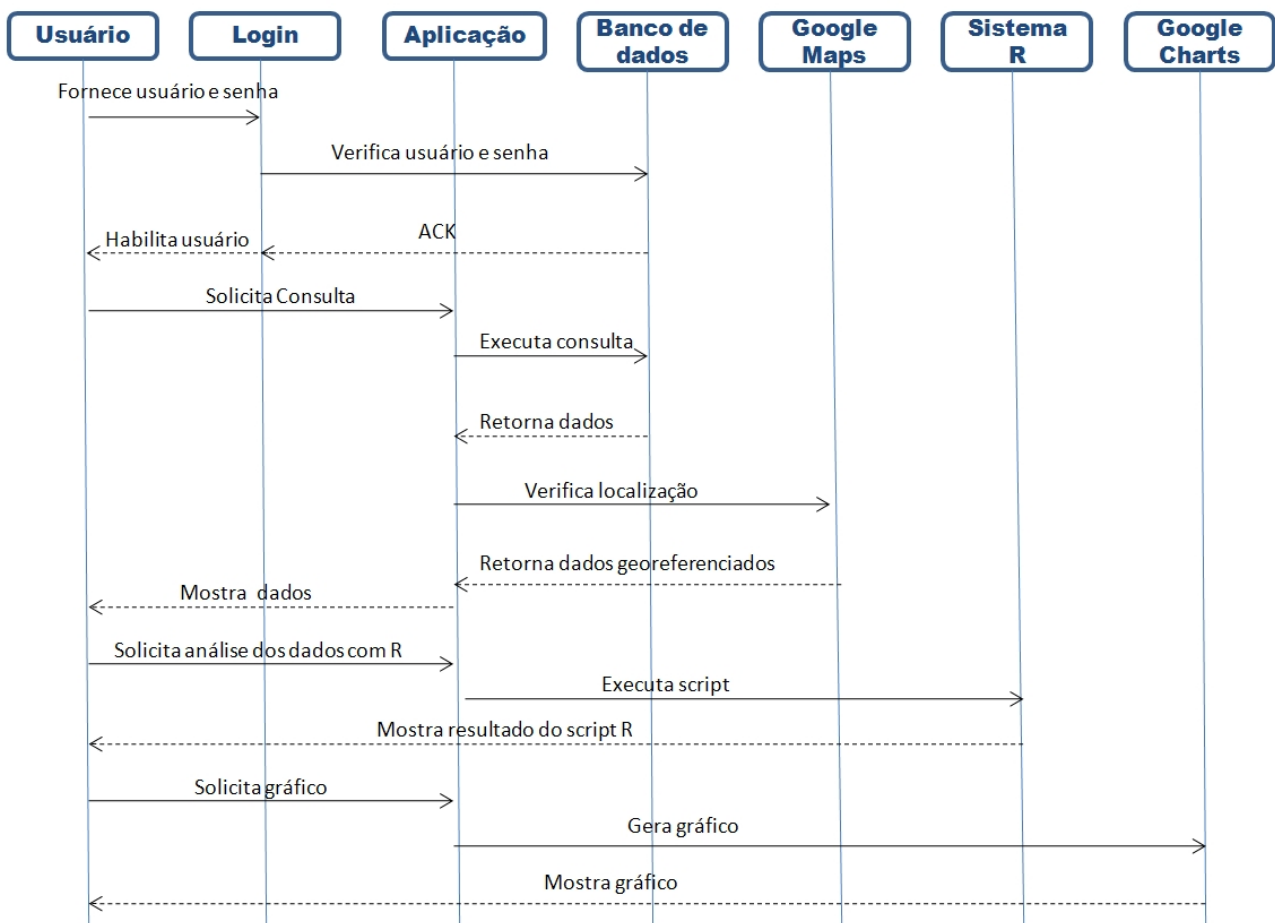 Usuário
Login
Aplicação
Banco de
dados
Google
Maps
Sistema
R
Google
Charts
Fornece usuário e senha
Verifica usuário e senha
ACK
Habilita usuário
Solicita Consulta
Executa consulta
Retorna dados
Verifica localização
Retorna dados georeferenciados
Mostra dados
Solicita análise dos dados com R
Executa script
Mostra resultado do script R
Solicita gráfico
Gera gráfico
Mostra gráfico